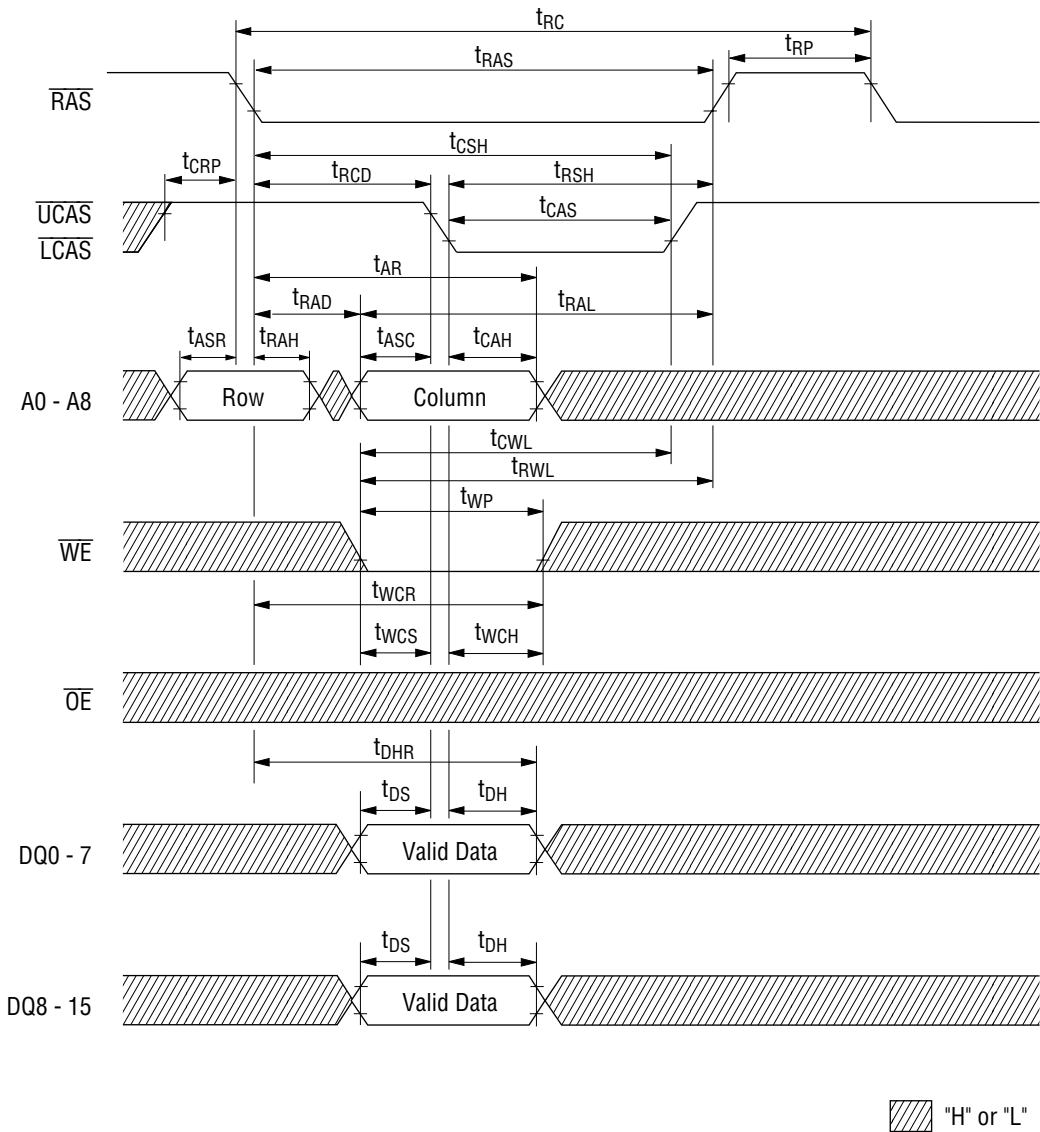 tRC
tRP
tRAS
RAS
tCSH
tCRP
tRCD
tRSH
UCAS
tCAS
LCAS
tAR
tRAD
tRAL
tASR
tRAH
tASC
tCAH
A0 - A8
Row
Column
tCWL
tRWL
tWP
WE
tWCR
tWCS
tWCH
OE
tDHR
tDS
tDH
DQ0 - 7
Valid Data
tDS
tDH
DQ8 - 15
Valid Data
"H" or "L"